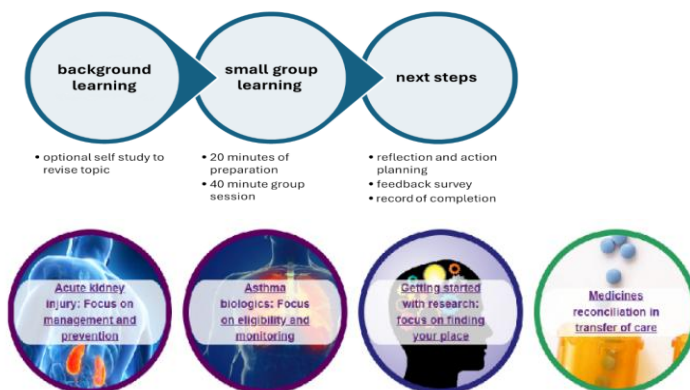 background
learning
small group
learning
next steps
• optional self study to
revise topic
• 20 minutes of
preparation
• 40 minute group
session
• reflection and action
planning
• feedback survey
• record of completion
Acute kidney
injury: Focus on
management and
prevention
Asthma
biologics: Focus
on eligibility and
monitoring
Getting started
with research:
focus on finding
your place
Medicines
reconciliation in
transfer of care